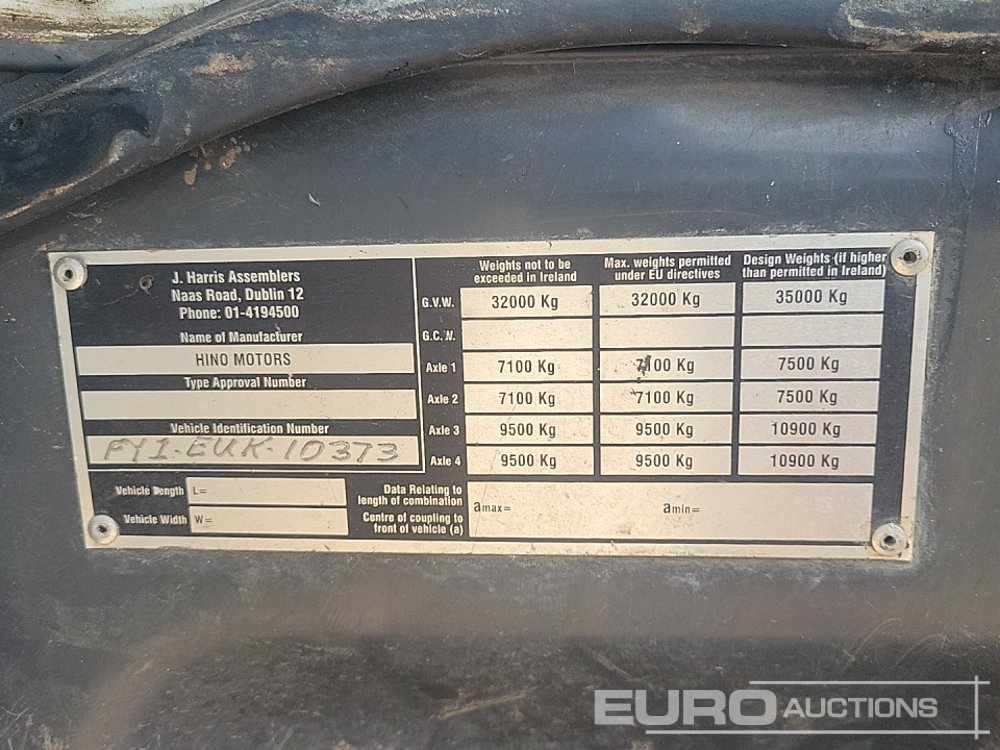 J. Harris Assemblers
Naas Road, Dublin 12
Phone: 01-4194500
Name of Manufacturer
HINO MOTORS
Type Approval Number
Vehicle Identification Number
FY1.EUK.10373
Weights not to be
exceeded in Ireland
Max. weights permitted
under EU directives
Design Weights (if higher
than permitted in Ireland)
G.V.W. 32000 Kg 32000 Kg 35000 Kg
G.C.W.
Axle 1 7100 Kg 7100 Kg 7500 Kg
Axle 2 7100 Kg 7100 Kg 7500 Kg
Axle 3 9500 Kg 9500 Kg 10900 Kg
Axle 4 9500 Kg 9500 Kg 10900 Kg
Vehicle Length L=
Vehicle Width W=
Data Relating to
length of combination
Centre of coupling to
front of vehicle (a)
amax= amin=
EURO AUCTIONS